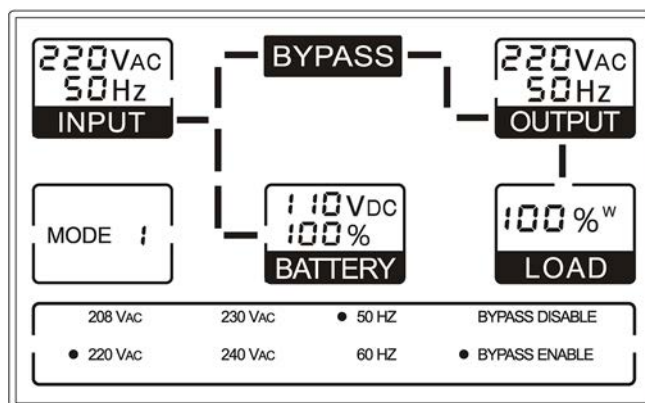 220VAC
50Hz
INPUT
BYPASS
220VAC
50Hz
OUTPUT
MODE 1
110VDC
100%
BATTERY
100%W
LOAD
208 VAC 230 VAC ● 50 HZ BYPASS DISABLE
● 220 VAC 240 VAC 60 HZ ● BYPASS ENABLE